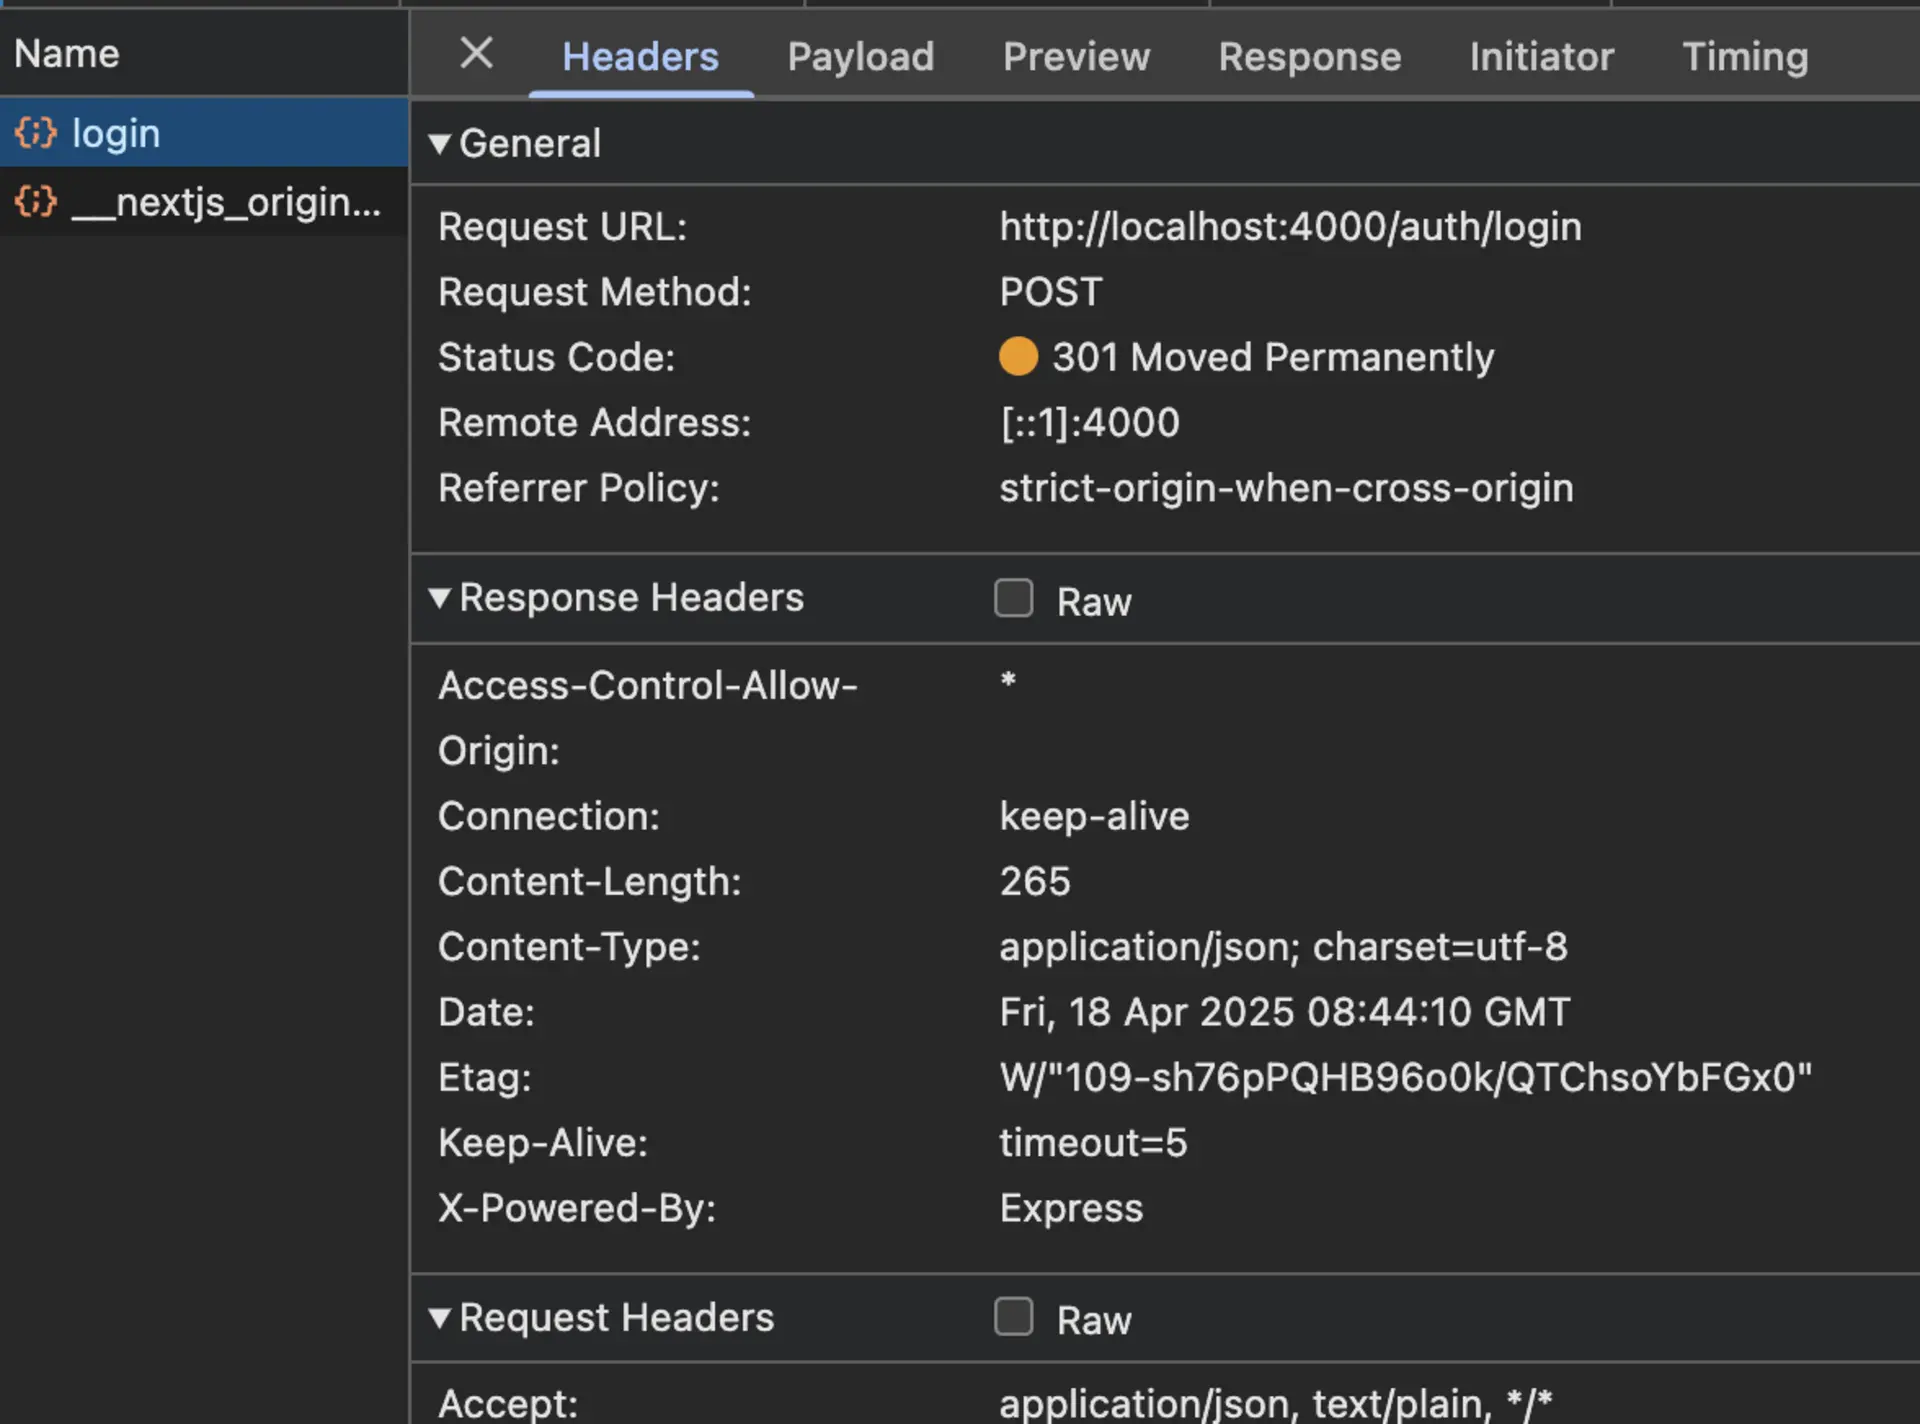 Name
Headers Payload Preview Response Initiator Timing
login
__nextjs_origin...
General
Request URL: http://localhost:4000/auth/login
Request Method: POST
Status Code: 301 Moved Permanently
Remote Address: [::1]:4000
Referrer Policy: strict-origin-when-cross-origin
Response Headers Raw
Access-Control-Allow- *
Origin:
Connection: keep-alive
Content-Length: 265
Content-Type: application/json; charset=utf-8
Date: Fri, 18 Apr 2025 08:44:10 GMT
Etag: W/"109-sh76pPQHB96o0k/QTChsoYbFGx0"
Keep-Alive: timeout=5
X-Powered-By: Express
Request Headers Raw
Accept: application/json, text/plain, */*